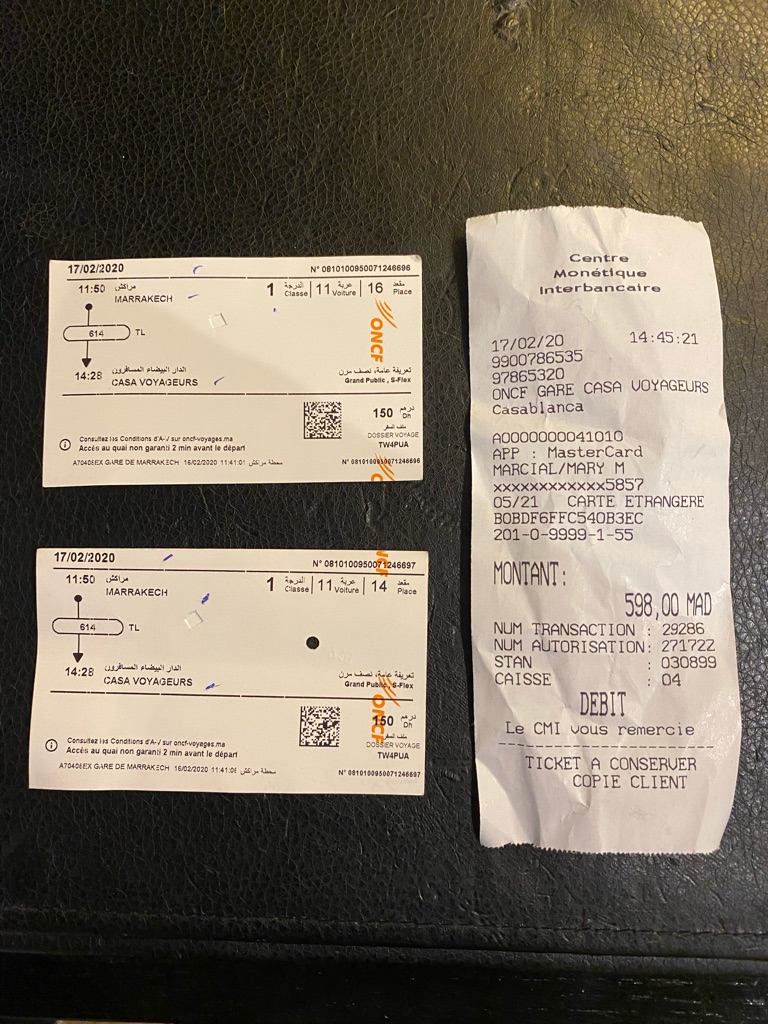 17/02/2020
N° 0810100950071246696
11:50 مراكش
MARRAKECH
1 الدرجة Classe
11 عربة Voiture
16 مقعد Place
614 TL
ONCF
14:28 الدار البيضاء المسافرون
CASA VOYAGEURS
تعريفة عامة، نصف مرن
Grand Public, S-Flex
150 درهم Dh
ملف السفر
DOSSIER VOYAGE
TW4PUA
Consultez les Conditions d'A-V sur oncf-voyages.ma
Accès au quai non garanti 2 min avant le départ
GARE DE MARRAKECH 16/02/2020 11:41:01 محطة مراكش
N° 0810100950071246696
17/02/2020
N° 0810100950071246697
11:50 مراكش
MARRAKECH
1 الدرجة Classe
11 عربة Voiture
14 مقعد Place
614 TL
14:28 الدار البيضاء المسافرون
CASA VOYAGEURS
تعريفة عامة، نصف مرن
Grand Public, S-Flex
ONCF
150 درهم Dh
ملف السفر
DOSSIER VOYAGE
TW4PUA
Consultez les Conditions d'A-V sur oncf-voyages.ma
Accès au quai non garanti 2 min avant le départ
GARE DE MARRAKECH 16/02/2020 محطة مراكش
N° 0810100950071246697
Centre
Monétique
Interbancaire
17/02/20 14:45:21
9900786535
97865320
ONCF GARE CASA VOYAGEURS
Casablanca
A0000000041010
APP : MasterCard
MARCIAL/MARY M
xxxxxxxxxxxx5857
05/21 CARTE ETRANGERE
B0BDF6FFC540B3EC
201-0-9999-1-55
MONTANT:
598,00 MAD
NUM TRANSACTION : 29286
NUM AUTORISATION: 271722
STAN : 030899
CAISSE : 04
DEBIT
Le CMI vous remercie
TICKET A CONSERVER
COPIE CLIENT